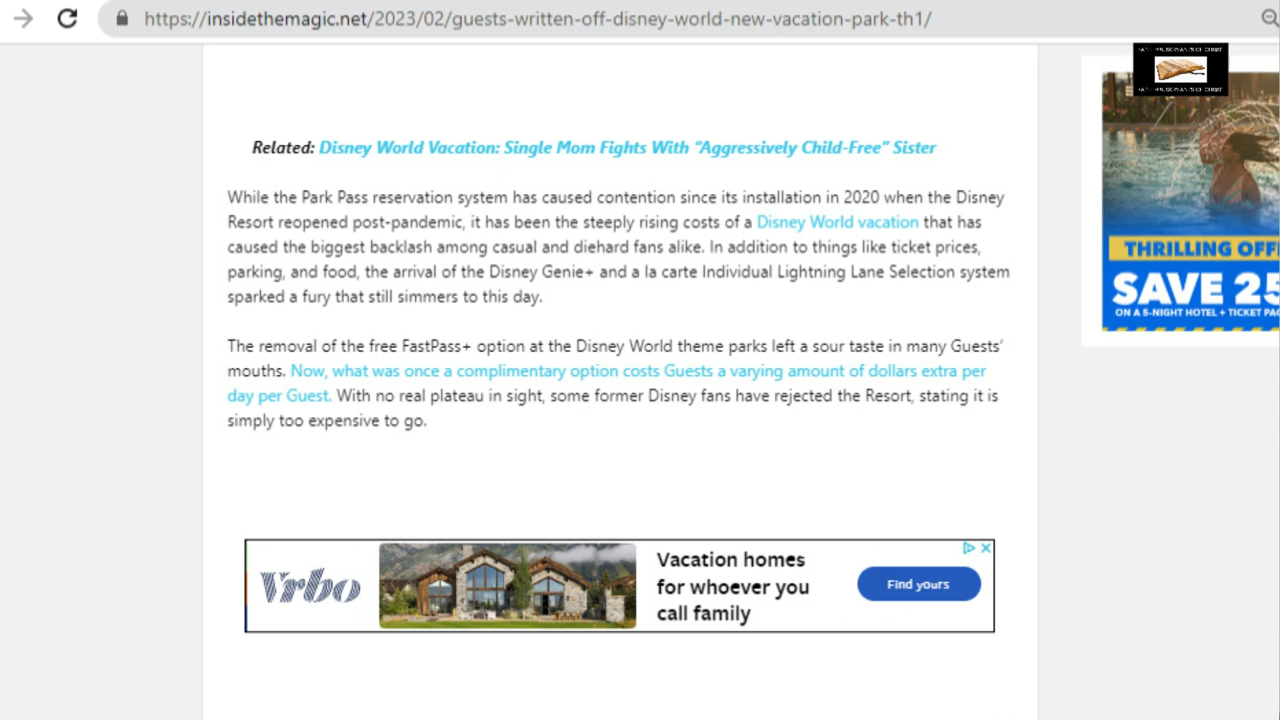 https://insidethemagic.net/2023/02/guests-written-off-disney-world-new-vacation-park-th1/
Related: Disney World Vacation: Single Mom Fights With “Aggressively Child-Free” Sister
While the Park Pass reservation system has caused contention since its installation in 2020 when the Disney
Resort reopened post-pandemic, it has been the steeply rising costs of a Disney World vacation that has
caused the biggest backlash among casual and diehard fans alike. In addition to things like ticket prices,
parking, and food, the arrival of the Disney Genie+ and a la carte Individual Lightning Lane Selection system
sparked a fury that still simmers to this day.
The removal of the free FastPass+ option at the Disney World theme parks left a sour taste in many Guests’
mouths. Now, what was once a complimentary option costs Guests a varying amount of dollars extra per
day per Guest. With no real plateau in sight, some former Disney fans have rejected the Resort, stating it is
simply too expensive to go.
THRILLING OFF
SAVE 25
ON A 5-NIGHT HOTEL + TICKET PA
Vrbo
Vacation homes
for whoever you
call family
Find yours